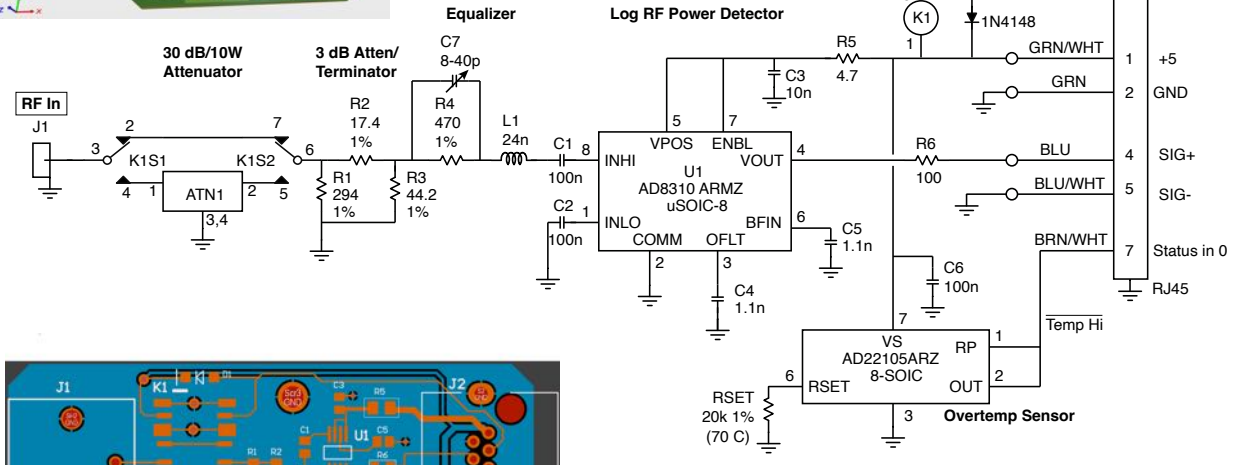 z
x
Equalizer
Log RF Power Detector
30 dB/10W
Attenuator
3 dB Atten/
Terminator
C7
8-40p
K1
1
1N4148
R5
4.7
C3
10n
GRN/WHT
1
+5
GRN
2
GND
RF In
J1
2
7
3
6
K1S1
K1S2
4
1
ATN1
2
5
3,4
R2
17.4
1%
R4
470
1%
R1
294
1%
R3
44.2
1%
L1
24n
C1
8
100n
C2
1
100n
5
7
VPOS
ENBL
INHI
VOUT
4
U1
AD8310 ARMZ
uSOIC-8
INLO
BFIN
6
COMM
OFLT
2
3
C5
1.1n
C4
1.1n
R6
100
BLU
4
SIG+
BLU/WHT
5
SIG-
BRN/WHT
7
Status in 0
RJ45
C6
100n
Temp Hi
7
VS
RP
1
AD22105ARZ
8-SOIC
6
RSET
OUT
2
3
RSET
20k 1%
(70 C)
Overtemp Sensor
J1
K1
D1
Scr3
GND
C3
R5
J2
C1
U1
C5
R1
R2
R6